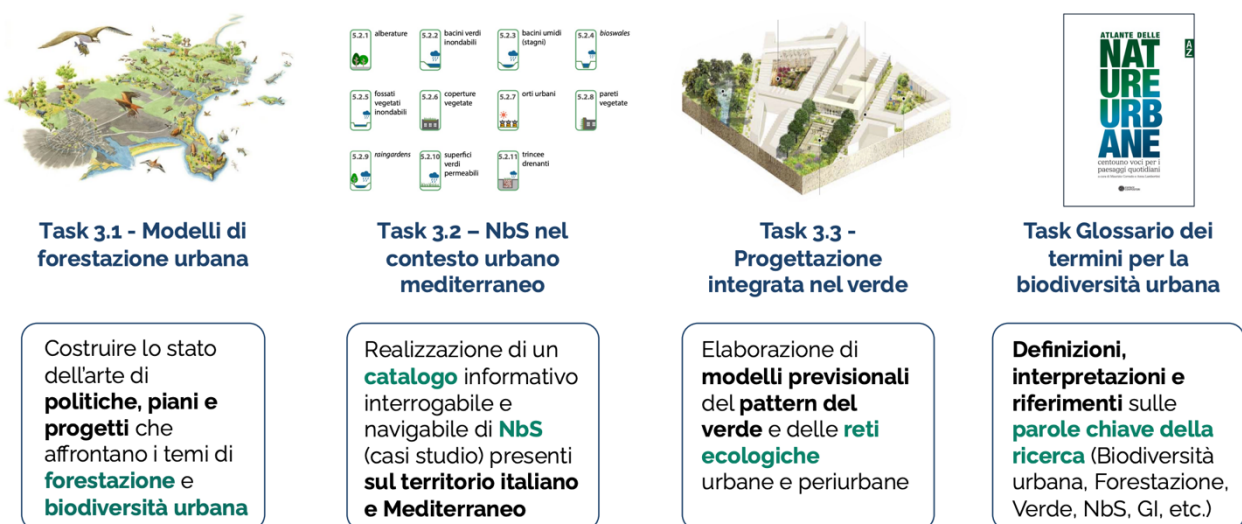 5.2.1 alberature
5.2.2 bacini verdi
inondabili
5.2.3 bacini umidi
(stagni)
5.2.4 bioswales
5.2.5 fossati
vegetati
inondabili
5.2.6 coperture
vegetate
5.2.7 orti urbani
5.2.8 pareti
vegetate
5.2.9 raingardens
5.2.10 superfici
verdi
permeabili
5.2.11 trincee
drenanti
ATLANTE DELLE
NAT
URE
URB
ANE
centouno voci per i
paesaggi quotidiani
A
Z
Task 3.1 - Modelli di
forestazione urbana
Task 3.2 – NbS nel
contesto urbano
mediterraneo
Task 3.3 -
Progettazione
integrata nel verde
Task Glossario dei
termini per la
biodiversità urbana
Costruire lo stato
dell'arte di
politiche, piani e
progetti che
affrontano i temi di
forestazione e
biodiversità urbana
Realizzazione di un
catalogo informativo
interrogabile e
navigabile di NbS
(casi studio) presenti
sul territorio italiano
e Mediterraneo
Elaborazione di
modelli previsionali
del pattern del
verde e delle reti
ecologiche
urbane e periurbane
Definizioni,
interpretazioni e
riferimenti sulle
parole chiave della
ricerca (Biodiversità
urbana, Forestazione,
Verde, NbS, GI, etc.)